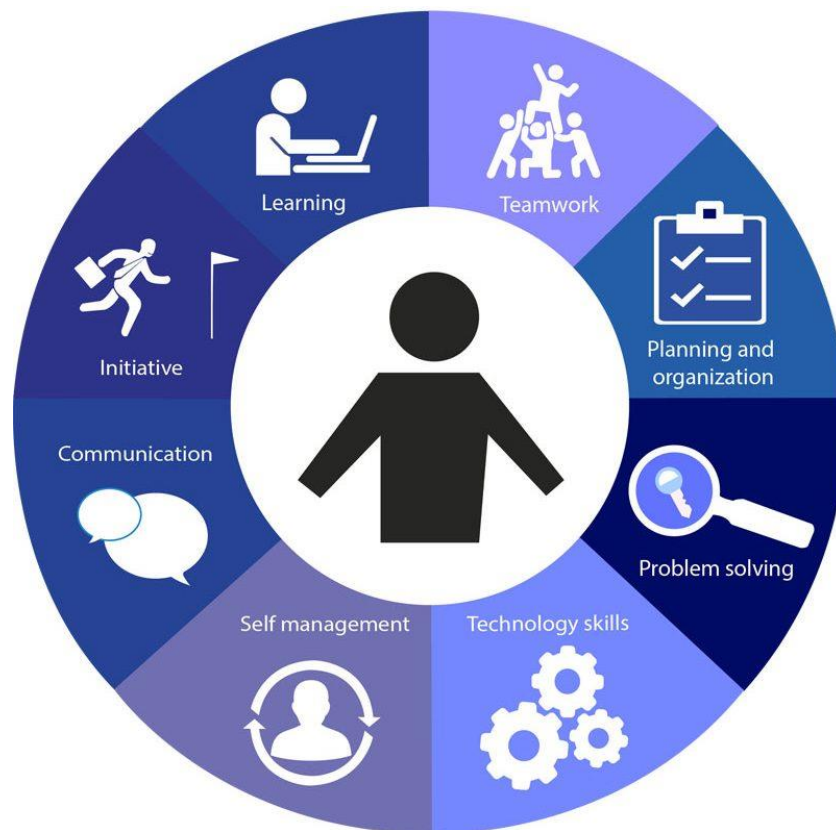 Learning
Teamwork
Initiative
Planning and
organization
Communication
Problem solving
Self management
Technology skills